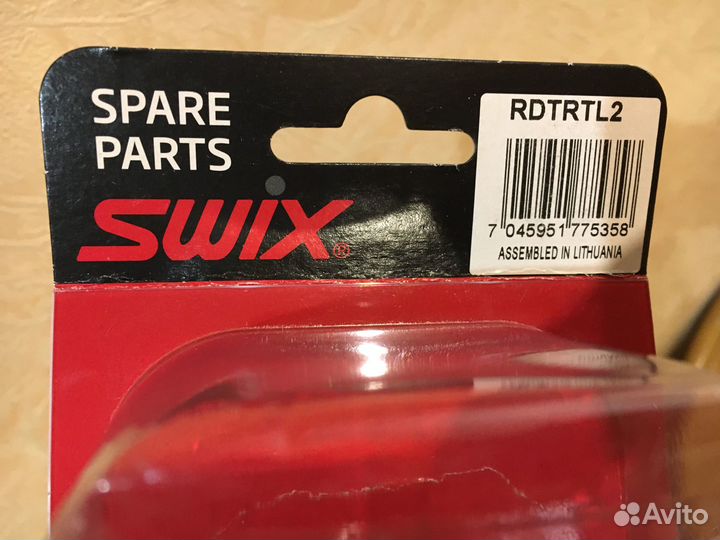 SPARE
PARTS
SWIX®
RDTRTL2
7 045951 775358
ASSEMBLED IN LITHUANIA
Avito